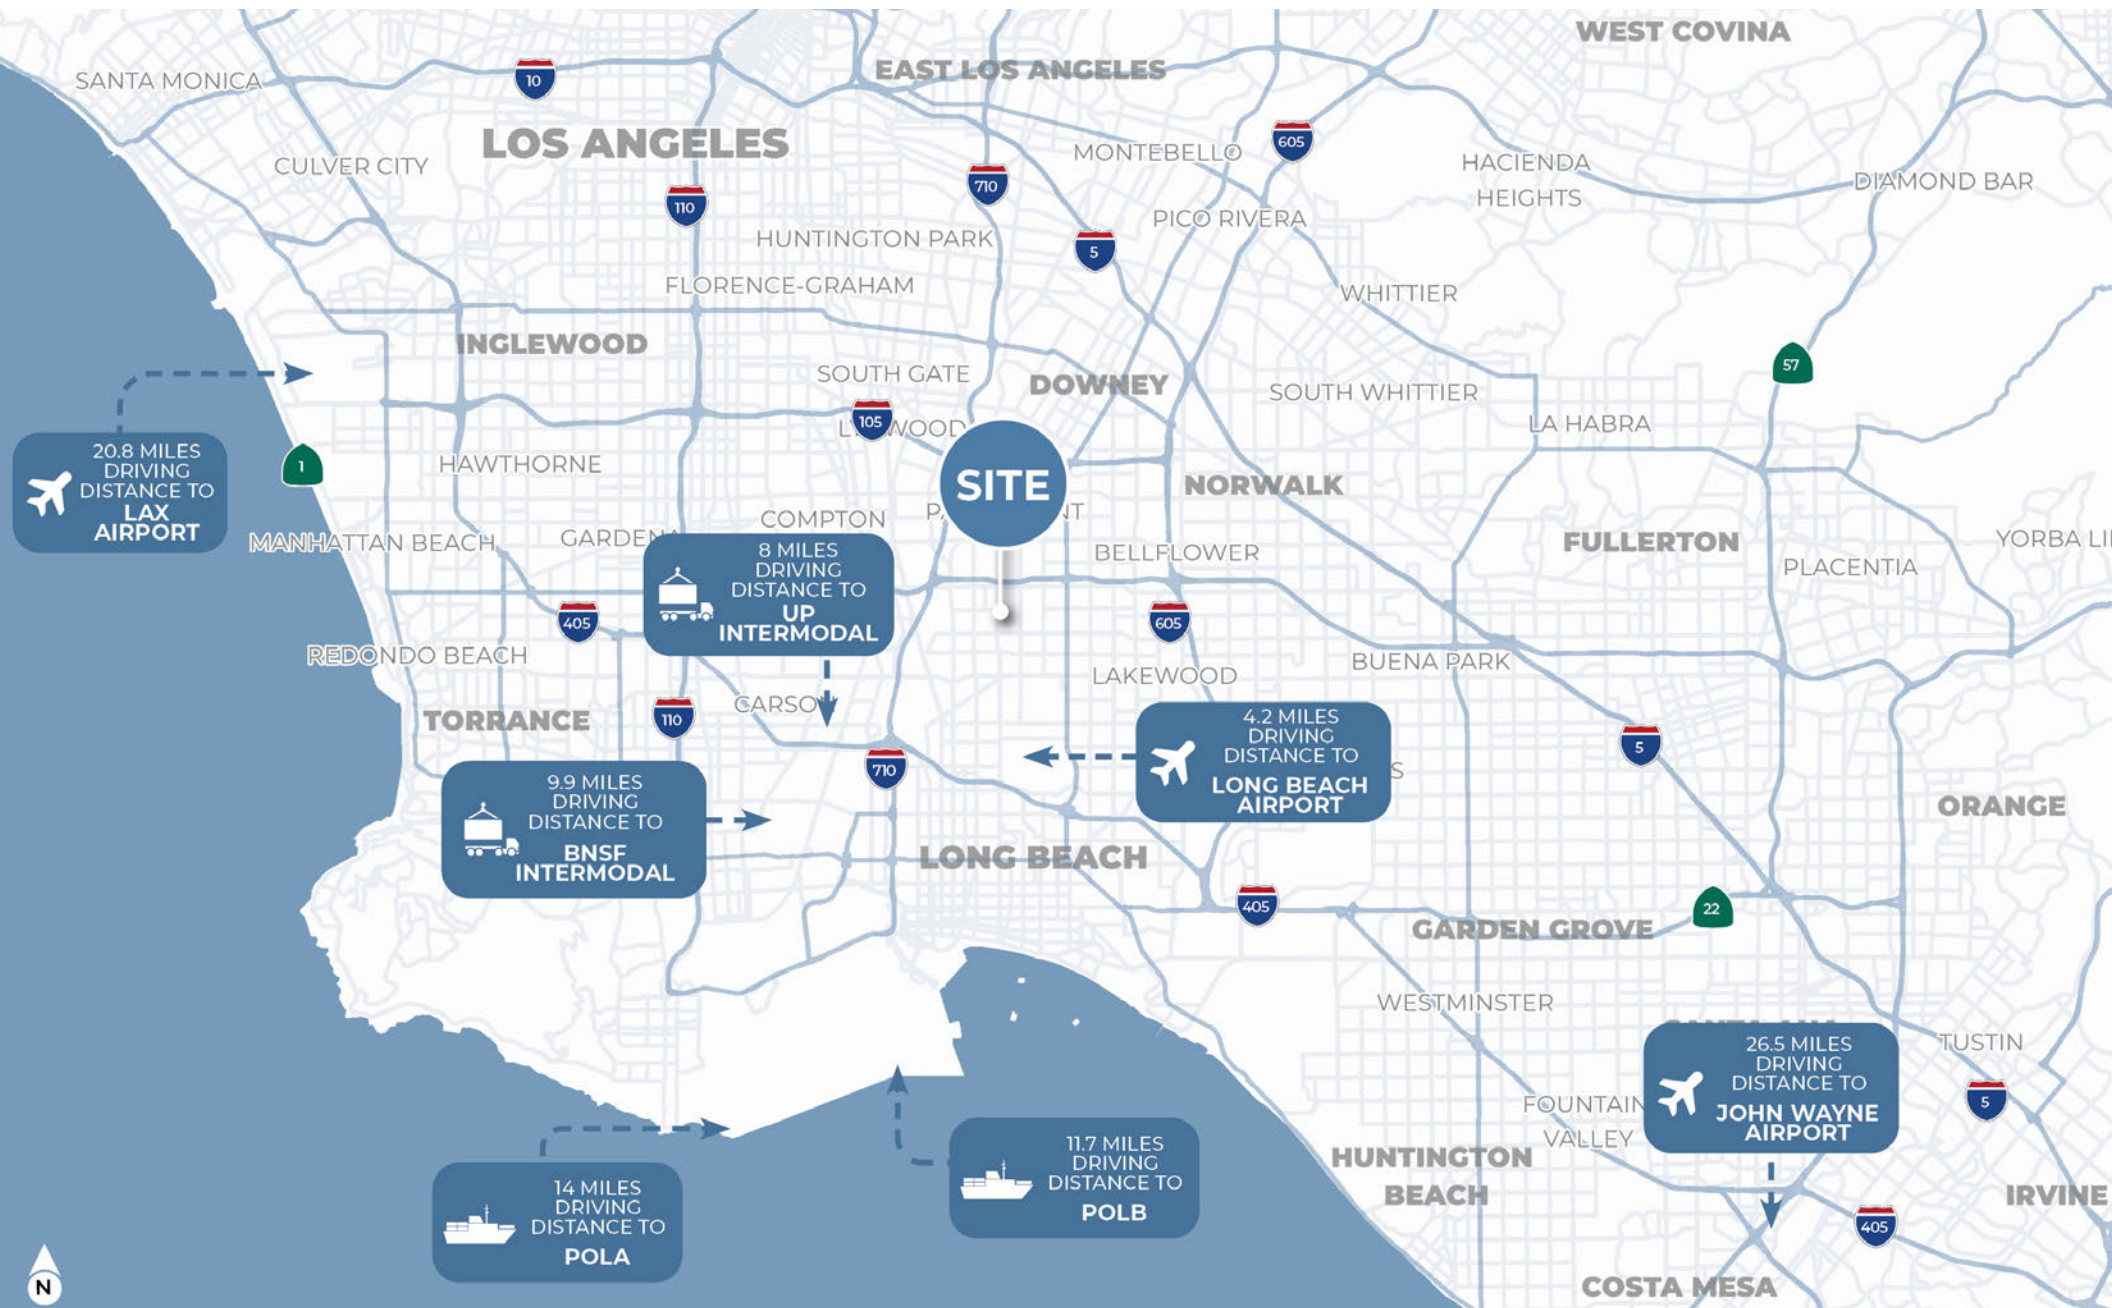 WEST COVINA
EAST LOS ANGELES
SANTA MONICA
10
LOS ANGELES
605
MONTEBELLO
CULVER CITY
HACIENDA
HEIGHTS
DIAMOND BAR
710
110
PICO RIVERA
HUNTINGTON PARK
5
FLORENCE-GRAHAM
WHITTIER
INGLEWOOD
57
SOUTH GATE
DOWNEY
SOUTH WHITTIER
105
LA HABRA
20.8 MILES
DRIVING
DISTANCE TO
LAX
AIRPORT
1
HAWTHORNE
SITE
NORWALK
COMPTON
MANHATTAN BEACH
GARDENA
BELLFLOWER
FULLERTON
YORBA LI
PLACENTIA
8 MILES
DRIVING
DISTANCE TO
UP
INTERMODAL
405
605
REDONDO BEACH
LAKEWOOD
BUENA PARK
CARSO
TORRANCE
110
4.2 MILES
DRIVING
DISTANCE TO
LONG BEACH
AIRPORT
S
5
710
9.9 MILES
DRIVING
DISTANCE TO
BNSF
INTERMODAL
ORANGE
LONG BEACH
405
22
GARDEN GROVE
WESTMINSTER
TUSTIN
26.5 MILES
DRIVING
DISTANCE TO
JOHN WAYNE
AIRPORT
5
FOUNTAIN
VALLEY
HUNTINGTON
BEACH
11.7 MILES
DRIVING
DISTANCE TO
POLB
14 MILES
DRIVING
DISTANCE TO
POLA
IRVINE
405
COSTA MESA
N